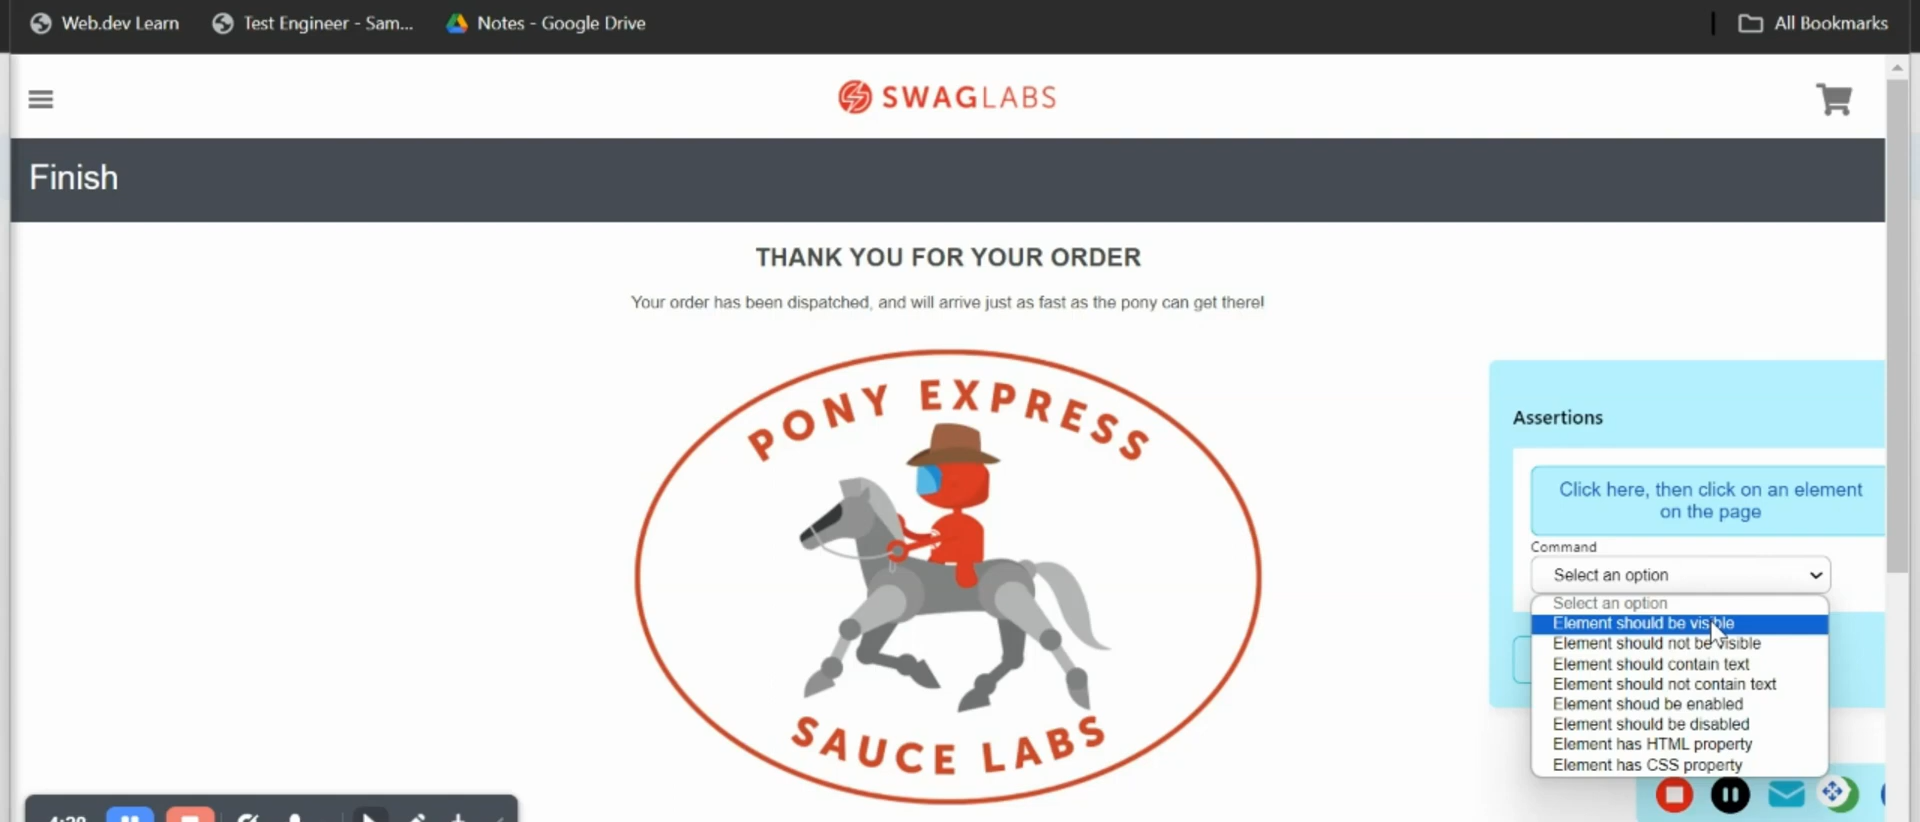 Web.dev Learn
Test Engineer - Sam...
Notes - Google Drive
All Bookmarks
SWAGLABS
Finish
THANK YOU FOR YOUR ORDER
Your order has been dispatched, and will arrive just as fast as the pony can get there!
PONY EXPRESS
SAUCE LABS
Assertions
Click here, then click on an element
on the page
Command
Select an option
Select an option
Element should be visible
Element should not be visible
Element should contain text
Element should not contain text
Element shoud be enabled
Element should be disabled
Element has HTML property
Element has CSS property